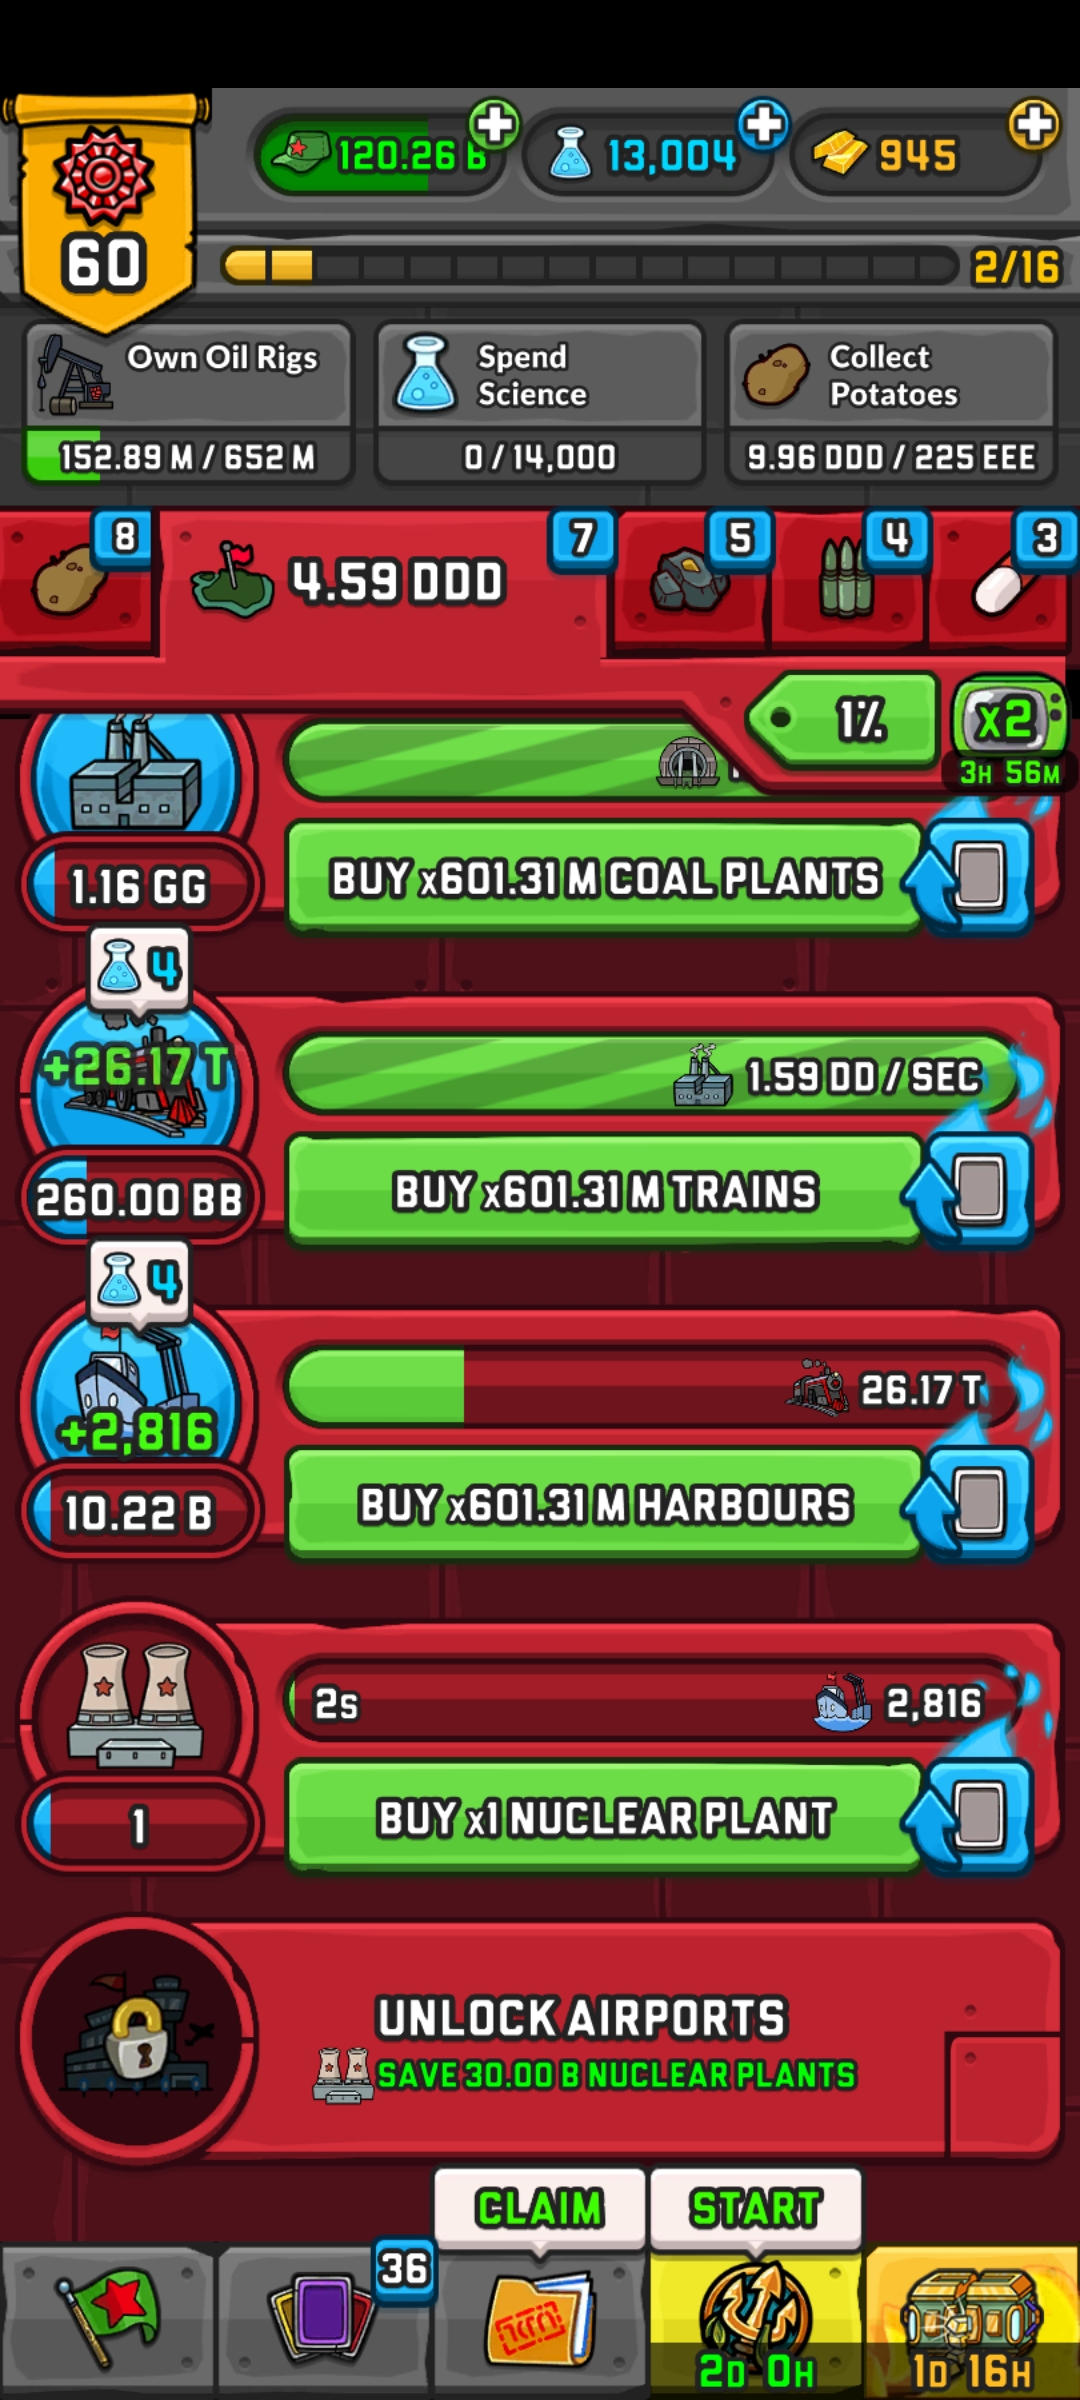 120.26 B
13,004
945
60
2/16
Own Oil Rigs
152.89 M / 652 M
Spend
Science
0 / 14,000
Collect
Potatoes
9.96 DDD / 225 EEE
8
4.59 DDD
7
5
4
3
1%
x2
3H 56M
1.16 GG
BUY x601.31 M COAL PLANTS
4
+26.17 T
1.59 DD / SEC
260.00 BB
BUY x601.31 M TRAINS
4
26.17 T
+2,816
10.22 B
BUY x601.31 M HARBOURS
2s
2,816
1
BUY x1 NUCLEAR PLANT
UNLOCK AIRPORTS
SAVE 30.00 B NUCLEAR PLANTS
CLAIM
START
36
2D 0H
1D 16H